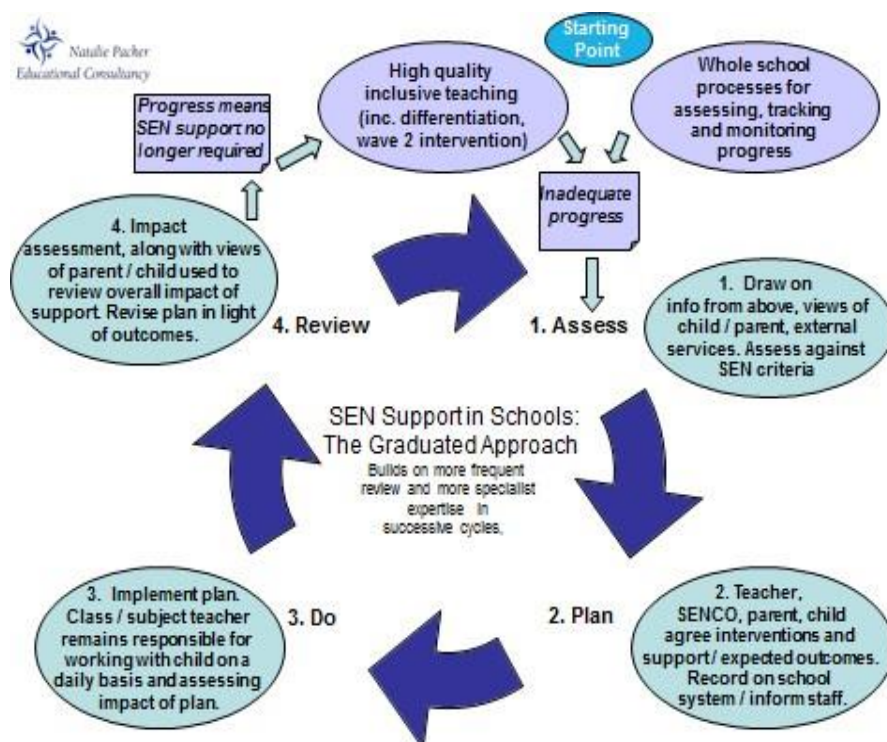 Natalie Packer
Educational Consultancy
Starting
Point
High quality
inclusive teaching
(inc. differentiation,
wave 2 intervention)
Whole school
processes for
assessing, tracking
and monitoring
progress
Progress means
SEN support no
longer required
Inadequate
progress
4. Impact
assessment, along with views
of parent / child used to
review overall impact of
support. Revise plan in light
of outcomes.
4. Review
1. Assess
1. Draw on
info from above, views of
child / parent, external
services. Assess against
SEN criteria
SEN Support in Schools:
The Graduated Approach
Builds on more frequent
review and more specialist
expertise in
successive cycles,
3. Implement plan.
Class / subject teacher
remains responsible for
working with child on a
daily basis and assessing
impact of plan.
3. Do
2. Plan
2. Teacher,
SENCO, parent, child
agree interventions and
support / expected outcomes.
Record on school
system / inform staff.